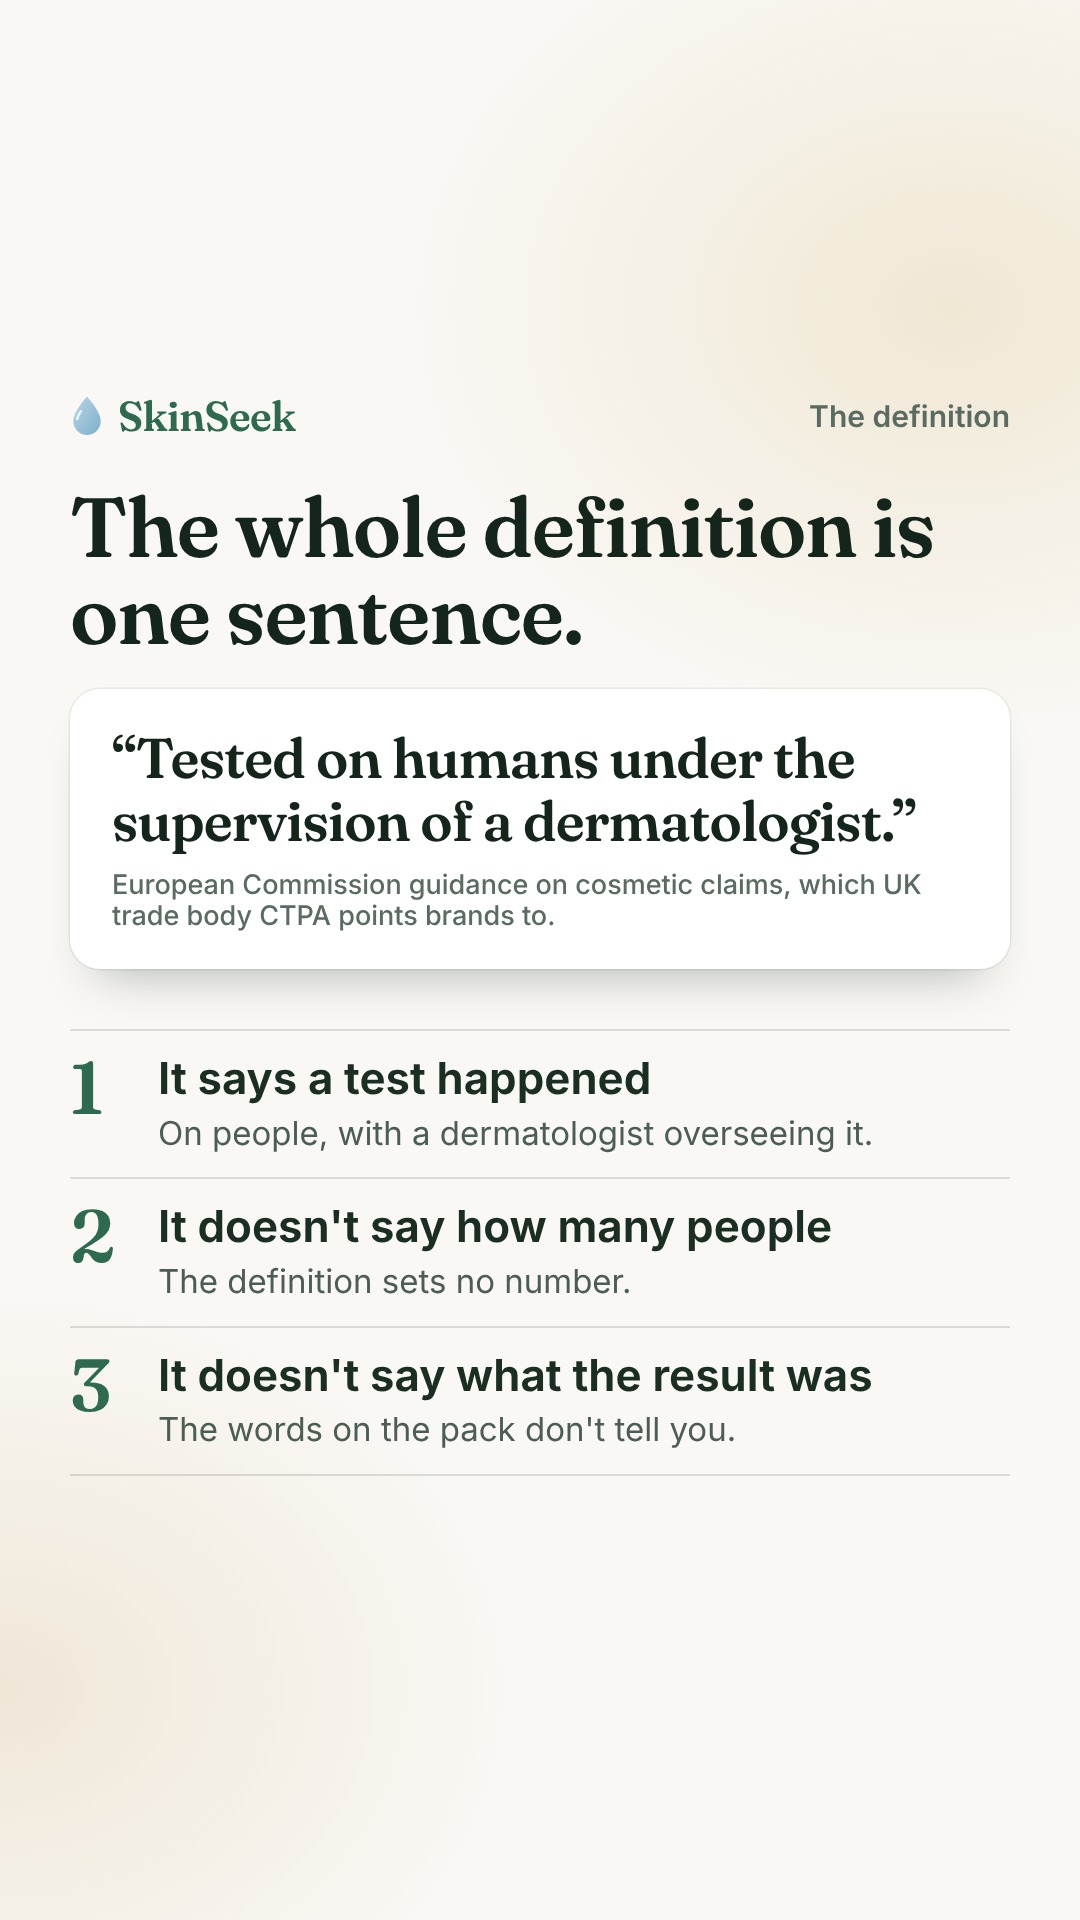 SkinSeek
The definition
The whole definition is
one sentence.
“Tested on humans under the
supervision of a dermatologist.”
European Commission guidance on cosmetic claims, which UK
trade body CTPA points brands to.
1
It says a test happened
On people, with a dermatologist overseeing it.
2
It doesn't say how many people
The definition sets no number.
3
It doesn't say what the result was
The words on the pack don't tell you.